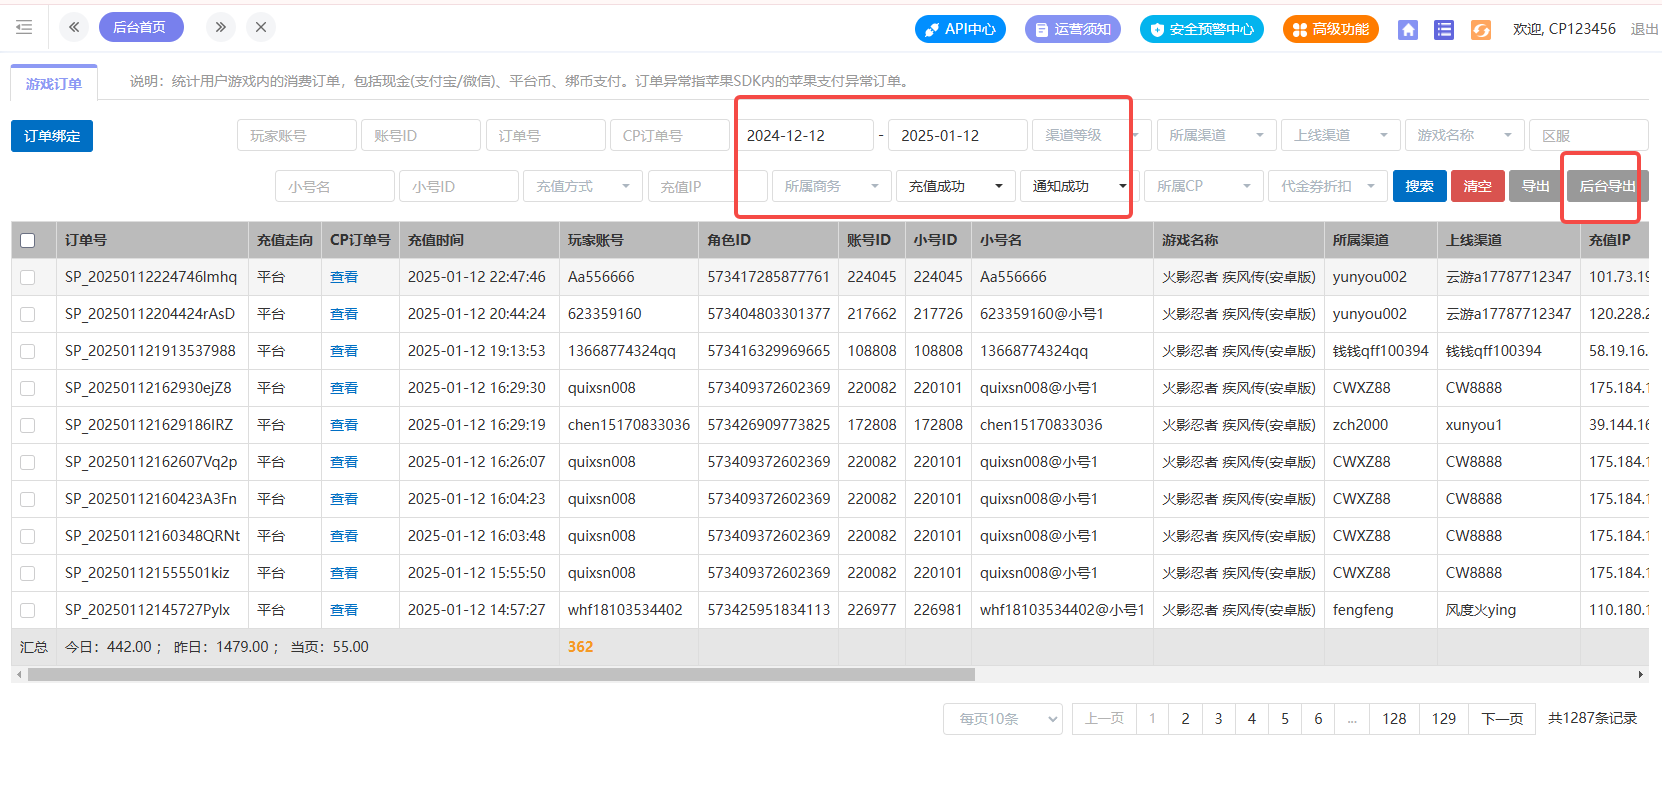 后台首页
API中心
运营须知
安全预警中心
高级功能
欢迎, CP123456
退出
游戏订单
说明：统计用户游戏内的消费订单，包括现金(支付宝/微信)、平台币、绑币支付。订单异常指苹果SDK内的苹果支付异常订单。
订单绑定 玩家账号 账号ID 订单号 CP订单号 2024-12-12 - 2025-01-12 渠道等级 所属渠道 上线渠道 游戏名称 区服
小号名 小号ID 充值方式 充值IP 所属商务 充值成功 通知成功 所属CP 代金券折扣 搜索 清空 导出 后台导出
订单号 充值走向 CP订单号 充值时间 玩家账号 角色ID 账号ID 小号ID 小号名 游戏名称 所属渠道 上线渠道 充值IP
SP_20250112224746Imhq 平台 查看 2025-01-12 22:47:46 Aa556666 573417285877761 224045 224045 Aa556666 火影忍者 疾风传(安卓版) yunyou002 云游a17787712347 101.73.19
SP_20250112204424rAsD 平台 查看 2025-01-12 20:44:24 623359160 573404803301377 217662 217726 623359160@小号1 火影忍者 疾风传(安卓版) yunyou002 云游a17787712347 120.228.2
SP_202501121913537988 平台 查看 2025-01-12 19:13:53 13668774324qq 573416329969665 108808 108808 13668774324qq 火影忍者 疾风传(安卓版) 钱钱qff100394 钱钱qff100394 58.19.16.
SP_20250112162930ejZ8 平台 查看 2025-01-12 16:29:30 quixsn008 573409372602369 220082 220101 quixsn008@小号1 火影忍者 疾风传(安卓版) CWXZ88 CW8888 175.184.1
SP_202501121629186IRZ 平台 查看 2025-01-12 16:29:19 chen15170833036 573426909773825 172808 172808 chen15170833036 火影忍者 疾风传(安卓版) zch2000 xunyou1 39.144.16
SP_20250112162607Vq2p 平台 查看 2025-01-12 16:26:07 quixsn008 573409372602369 220082 220101 quixsn008@小号1 火影忍者 疾风传(安卓版) CWXZ88 CW8888 175.184.1
SP_20250112160423A3Fn 平台 查看 2025-01-12 16:04:23 quixsn008 573409372602369 220082 220101 quixsn008@小号1 火影忍者 疾风传(安卓版) CWXZ88 CW8888 175.184.1
SP_20250112160348QRNt 平台 查看 2025-01-12 16:03:48 quixsn008 573409372602369 220082 220101 quixsn008@小号1 火影忍者 疾风传(安卓版) CWXZ88 CW8888 175.184.1
SP_202501121555501kiz 平台 查看 2025-01-12 15:55:50 quixsn008 573409372602369 220082 220101 quixsn008@小号1 火影忍者 疾风传(安卓版) CWXZ88 CW8888 175.184.1
SP_20250112145727Pylx 平台 查看 2025-01-12 14:57:27 whf18103534402 573425951834113 226977 226981 whf18103534402@小号1 火影忍者 疾风传(安卓版) fengfeng 风度火ying 110.180.1
汇总 今日：442.00； 昨日：1479.00； 当页：55.00 362
每页10条 上一页 1 2 3 4 5 6 ... 128 129 下一页 共1287条记录